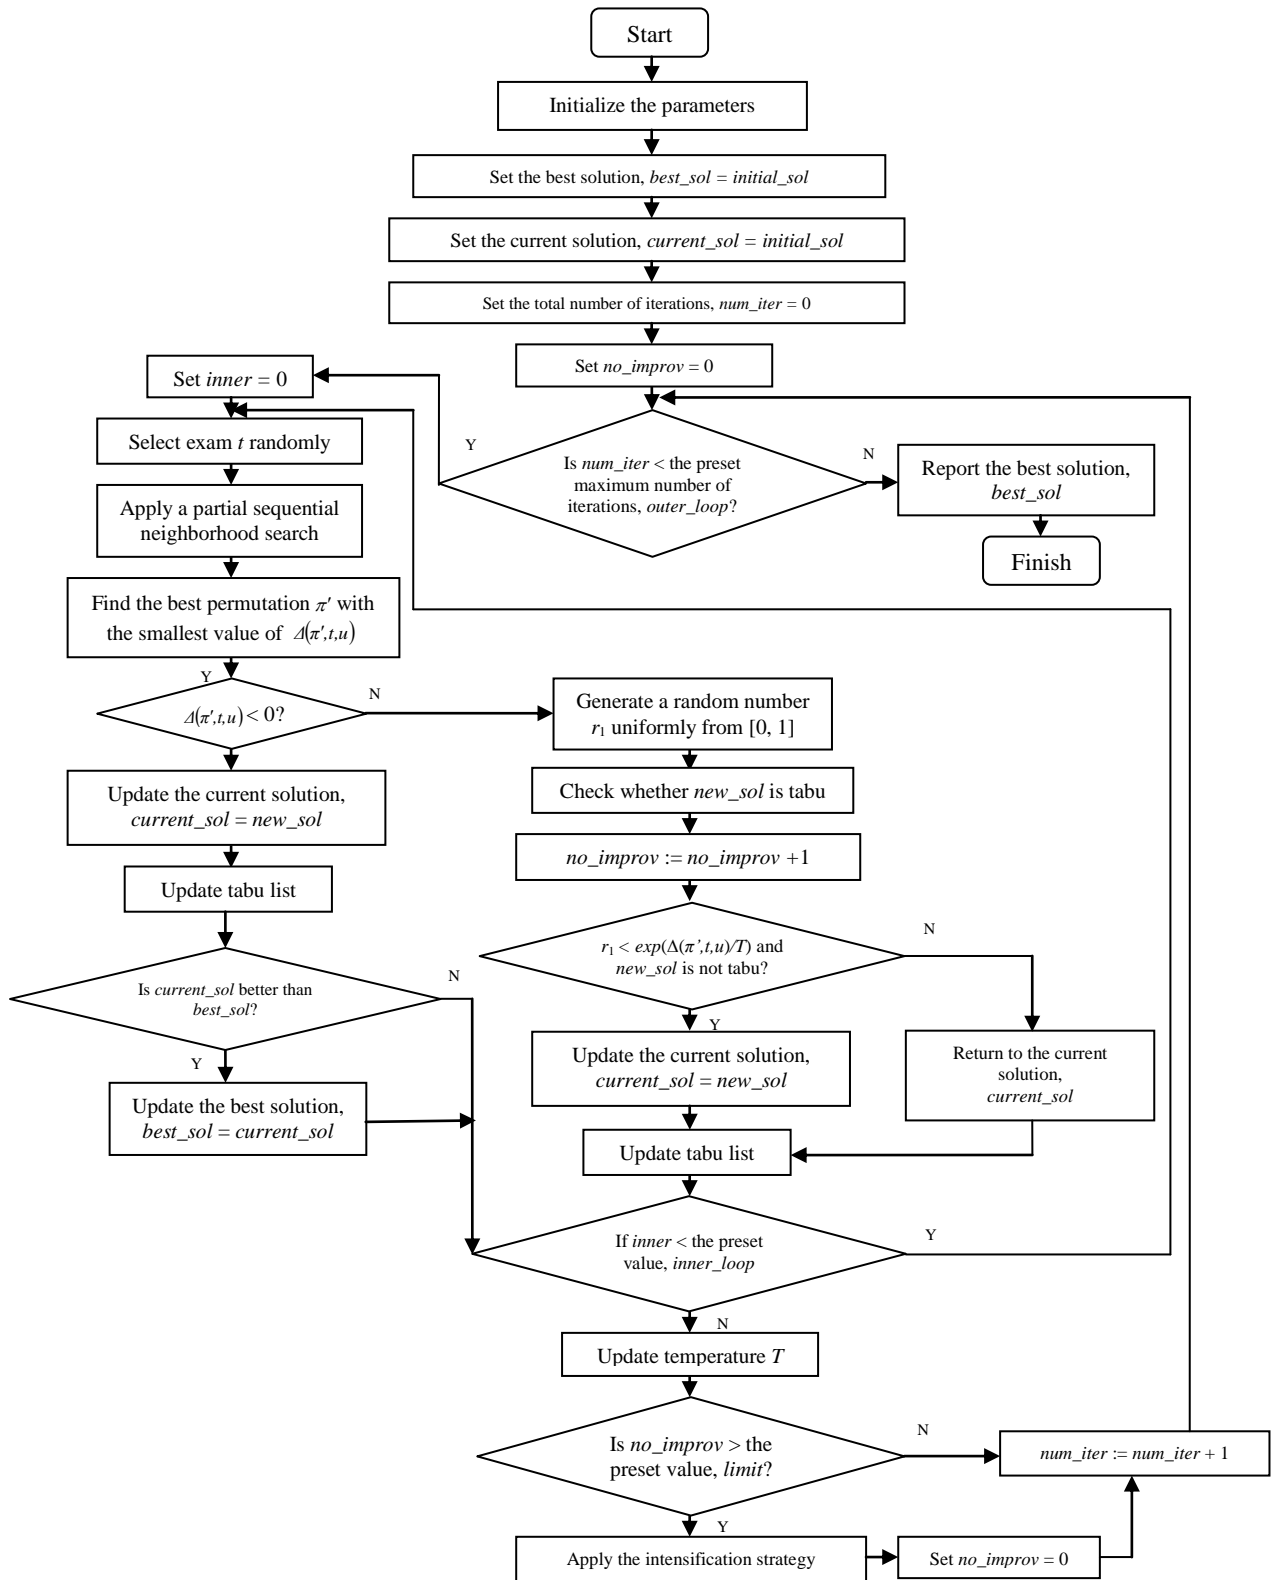 Start
Initialize the parameters
Set the best solution, best_sol = initial_sol
Set the current solution, current_sol = initial_sol
Set the total number of iterations, num_iter = 0
Set no_improv = 0
Set inner = 0
Select exam t randomly
Y
Is num_iter < the preset
maximum number of
iterations, outer_loop?
N
Report the best solution,
best_sol
Finish
Apply a partial sequential
neighborhood search
Find the best permutation π′ with
the smallest value of Δ(π′,t,u)
Y
Δ(π′,t,u) < 0?
N
Generate a random number
r₁ uniformly from [0, 1]
Update the current solution,
current_sol = new_sol
Check whether new_sol is tabu
no_improv := no_improv +1
Update tabu list
r₁ < exp(Δ(π’,t,u)/T) and
new_sol is not tabu?
N
Is current_sol better than
best_sol?
N
Y
Y
Update the current solution,
current_sol = new_sol
Return to the current
solution,
current_sol
Update the best solution,
best_sol = current_sol
Update tabu list
If inner < the preset
value, inner_loop
Y
N
Update temperature T
Is no_improv > the
preset value, limit?
N
num_iter := num_iter + 1
Y
Apply the intensification strategy
Set no_improv = 0